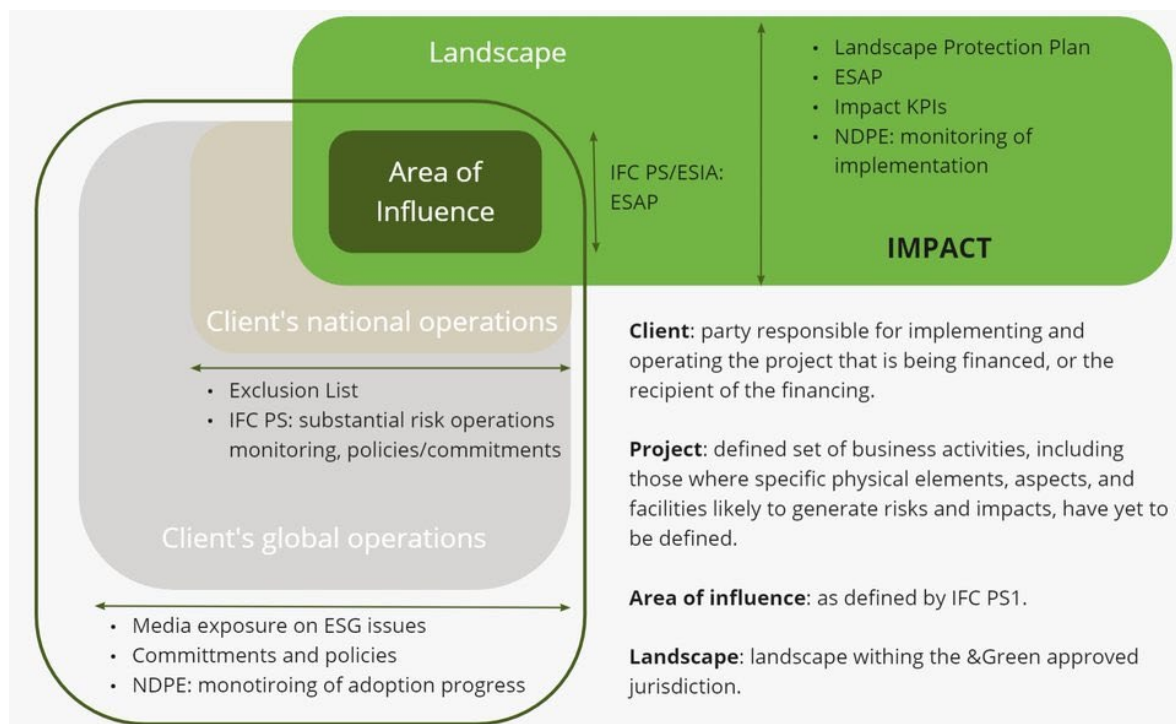 Landscape
• Landscape Protection Plan
• ESAP
• Impact KPIs
• NDPE: monitoring of
implementation
IMPACT
Area of
Influence
IFC PS/ESIA:
ESAP
Client's national operations
• Exclusion List
• IFC PS: substantial risk operations
monitoring, policies/commitments
Client's global operations
• Media exposure on ESG issues
• Committments and policies
• NDPE: monotiroing of adoption progress
Client: party responsible for implementing and
operating the project that is being financed, or the
recipient of the financing.
Project: defined set of business activities, including
those where specific physical elements, aspects, and
facilities likely to generate risks and impacts, have yet to
be defined.
Area of influence: as defined by IFC PS1.
Landscape: landscape withing the &Green approved
jurisdiction.